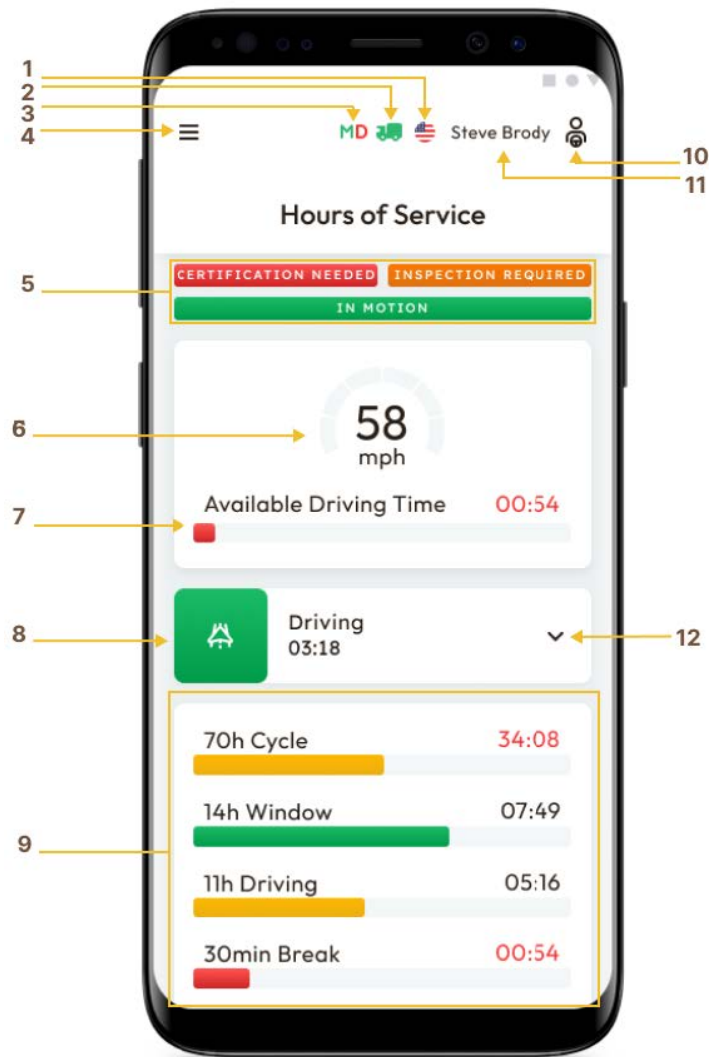 1
2
3
4
MD
Steve Brody
10
11
Hours of Service
5
CERTIFICATION NEEDED
INSPECTION REQUIRED
IN MOTION
6
58
mph
7
Available Driving Time 00:54
8
Driving
03:18
12
9
70h Cycle 34:08
14h Window 07:49
11h Driving 05:16
30min Break 00:54